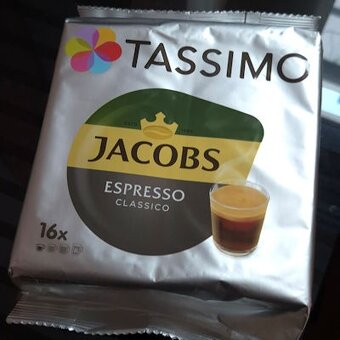 TASSIMO
JACOBS
ESPRESSO
CLASSICO
16x